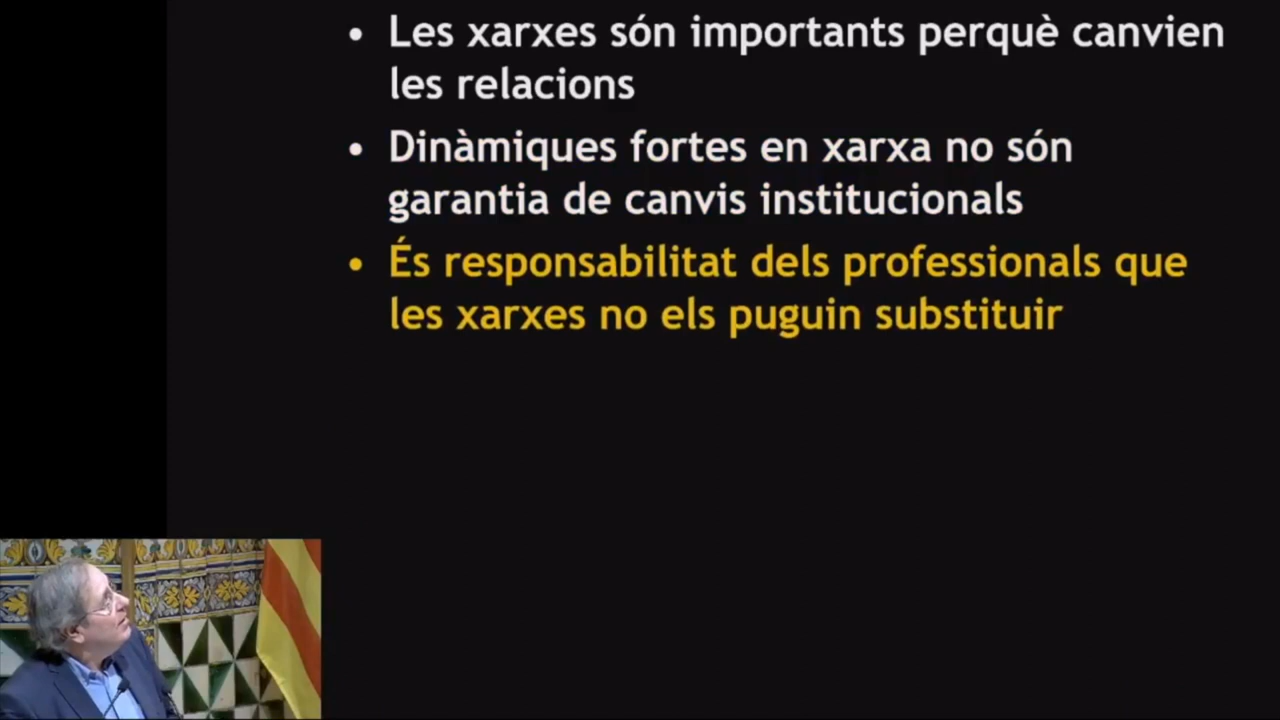 • Les xarxes són importants perquè canvien
les relacions
• Dinàmiques fortes en xarxa no són
garantia de canvis institucionals
• És responsabilitat dels professionals que
les xarxes no els puguin substituir